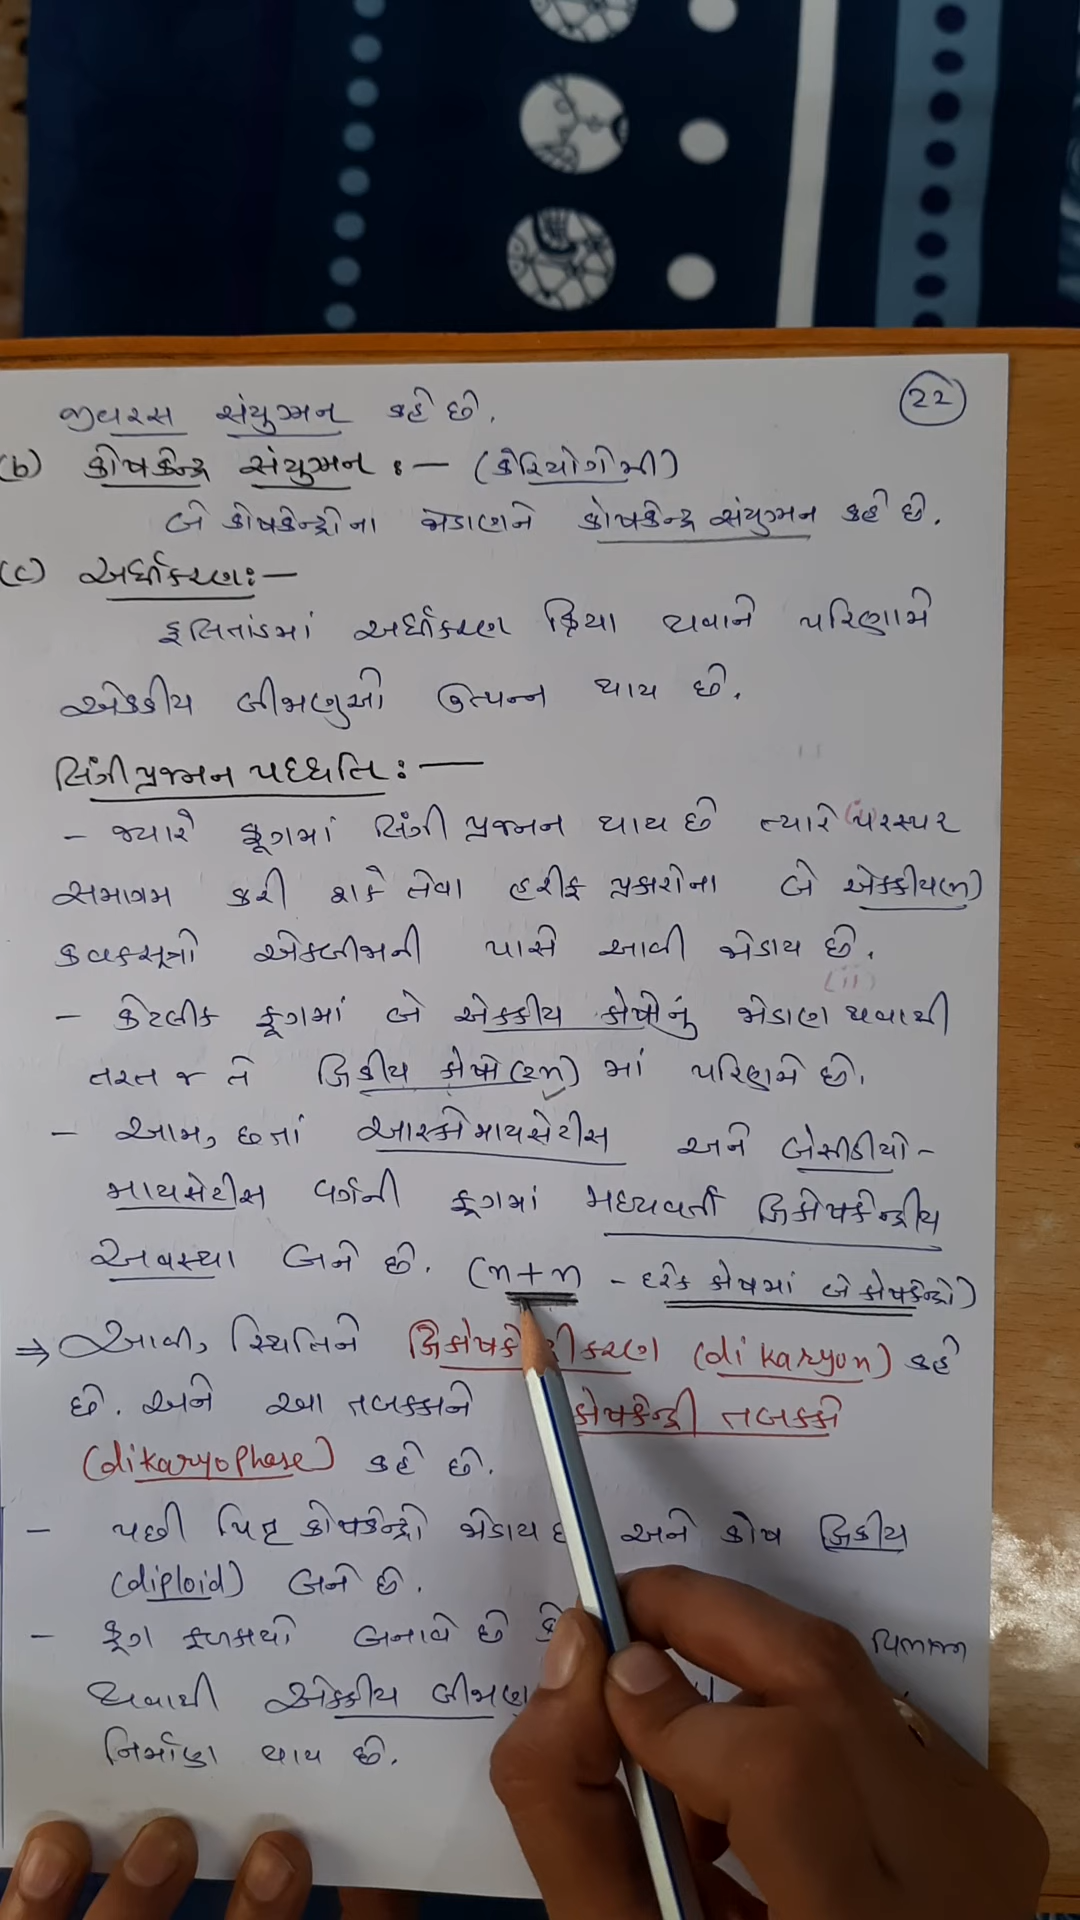 22
જીવરસ સંયુગ્મન કહે છે.
(b) કોષકેન્દ્ર સંયુગ્મન :- (કેરિયોગેમી)
બે કોષકેન્દ્રોના જોડાણને કોષકેન્દ્ર સંયુગ્મન કહે છે.
(c) અર્ધીકરણ:-
ફલિતાંડમાં અર્ધીકરણ ક્રિયા થવાને પરિણામે
એકકીય બીજાણુઓ ઉત્પન્ન થાય છે.
લિંગી પ્રજનન પધ્ધતિ :-
- જ્યારે ફૂગમાં લિંગી પ્રજનન થાય છે ત્યારે (i) પરસ્પર
સમાગમ કરી શકે તેવા હરીફ પ્રકારોના બે એકકીય(n)
કવકસૂત્રો એકબીજાની પાસે આવી જોડાય છે.
(ii)
- કેટલીક ફૂગમાં બે એકકીય કોષોનું જોડાણ થવાથી
તરત જ તે દ્વિકીય કોષો(2n) માં પરિણમે છે.
- આમ, છતાં આસ્કોમાયસેટીસ અને બેસીડીયો-
માયસેટીસ વર્ગની ફૂગમાં મધ્યવર્તી દ્વિકોષકેન્દ્રીય
અવસ્થા બને છે. (n+n - દરેક કોષમાં બે કોષકેન્દ્રો)
⇒ આવી, સ્થિતિને (dikaryon) કહે
છે. અને આ તબક્કાને કોષકેન્દ્રી તબક્કો
(dikaryophase) કહે છે.
- પછી પિતૃ કોષકેન્દ્રો જોડાય છે અને કોષ દ્વિકીય
(diploid) બને છે.
- ફૂગ ફળકાયો બનાવે છે
થવાથી એકકીય
નિર્માણ થાય છે.